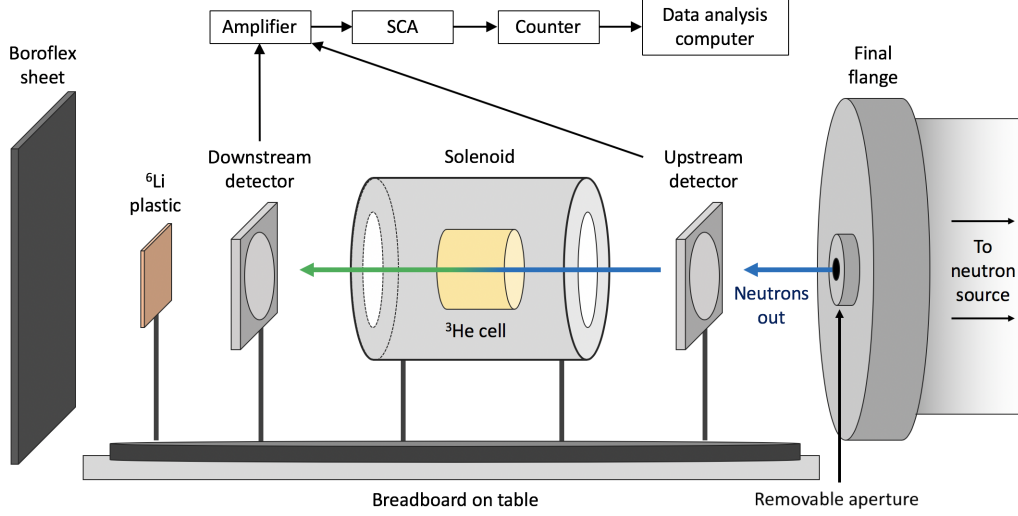 Amplifier
SCA
Counter
Data analysis
computer
Boroflex
sheet
Final
flange
Downstream
detector
Solenoid
Upstream
detector
⁶Li
plastic
To
neutron
source
Neutrons
out
³He cell
Breadboard on table
Removable aperture